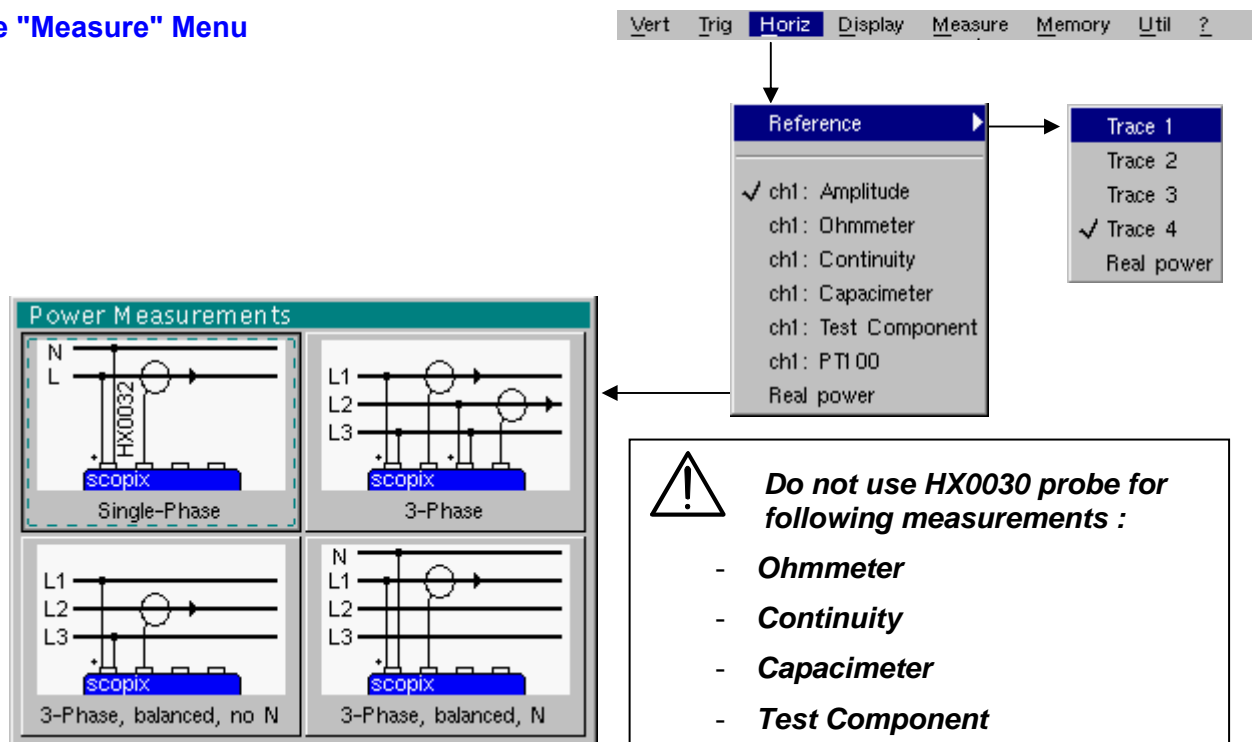 e "Measure" Menu
Vert Trig Horiz Display Measure Memory Util ?
Reference
ch1: Amplitude
ch1: Ohmmeter
ch1: Continuity
ch1: Capacimeter
ch1: Test Component
ch1: PT100
Real power
Trace 1
Trace 2
Trace 3
Trace 4
Real power
Power Measurements
N
L
HX0032
+
scopix
Single-Phase
L1
L2
L3
+ +
scopix
3-Phase
L1
L2
L3
+
scopix
3-Phase, balanced, no N
N
L1
L2
L3
+
scopix
3-Phase, balanced, N
Do not use HX0030 probe for
following measurements :
- Ohmmeter
- Continuity
- Capacimeter
- Test Component